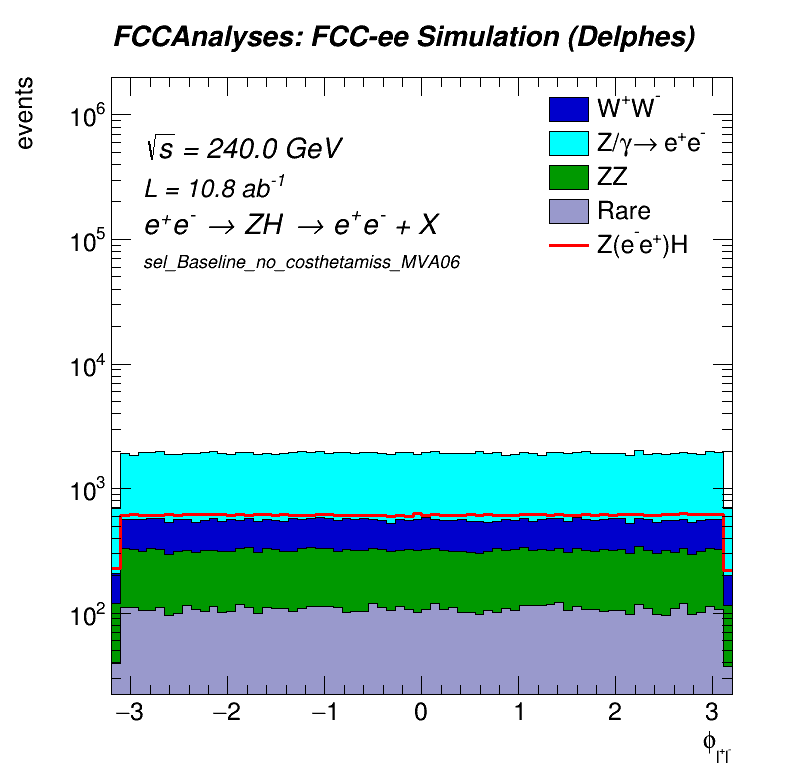 FCCAnalyses: FCC-ee Simulation (Delphes)
events
√s = 240.0 GeV
L = 10.8 ab⁻¹
e⁺e⁻ → ZH → e⁺e⁻ + X
sel_Baseline_no_costhetamiss_MVA06
W⁺W⁻
Z/γ→ e⁺e⁻
ZZ
Rare
Z(e⁻e⁺)H
10⁶
10⁵
10⁴
10³
10²
−3 −2 −1 0 1 2 3
ϕ_l⁺l⁻